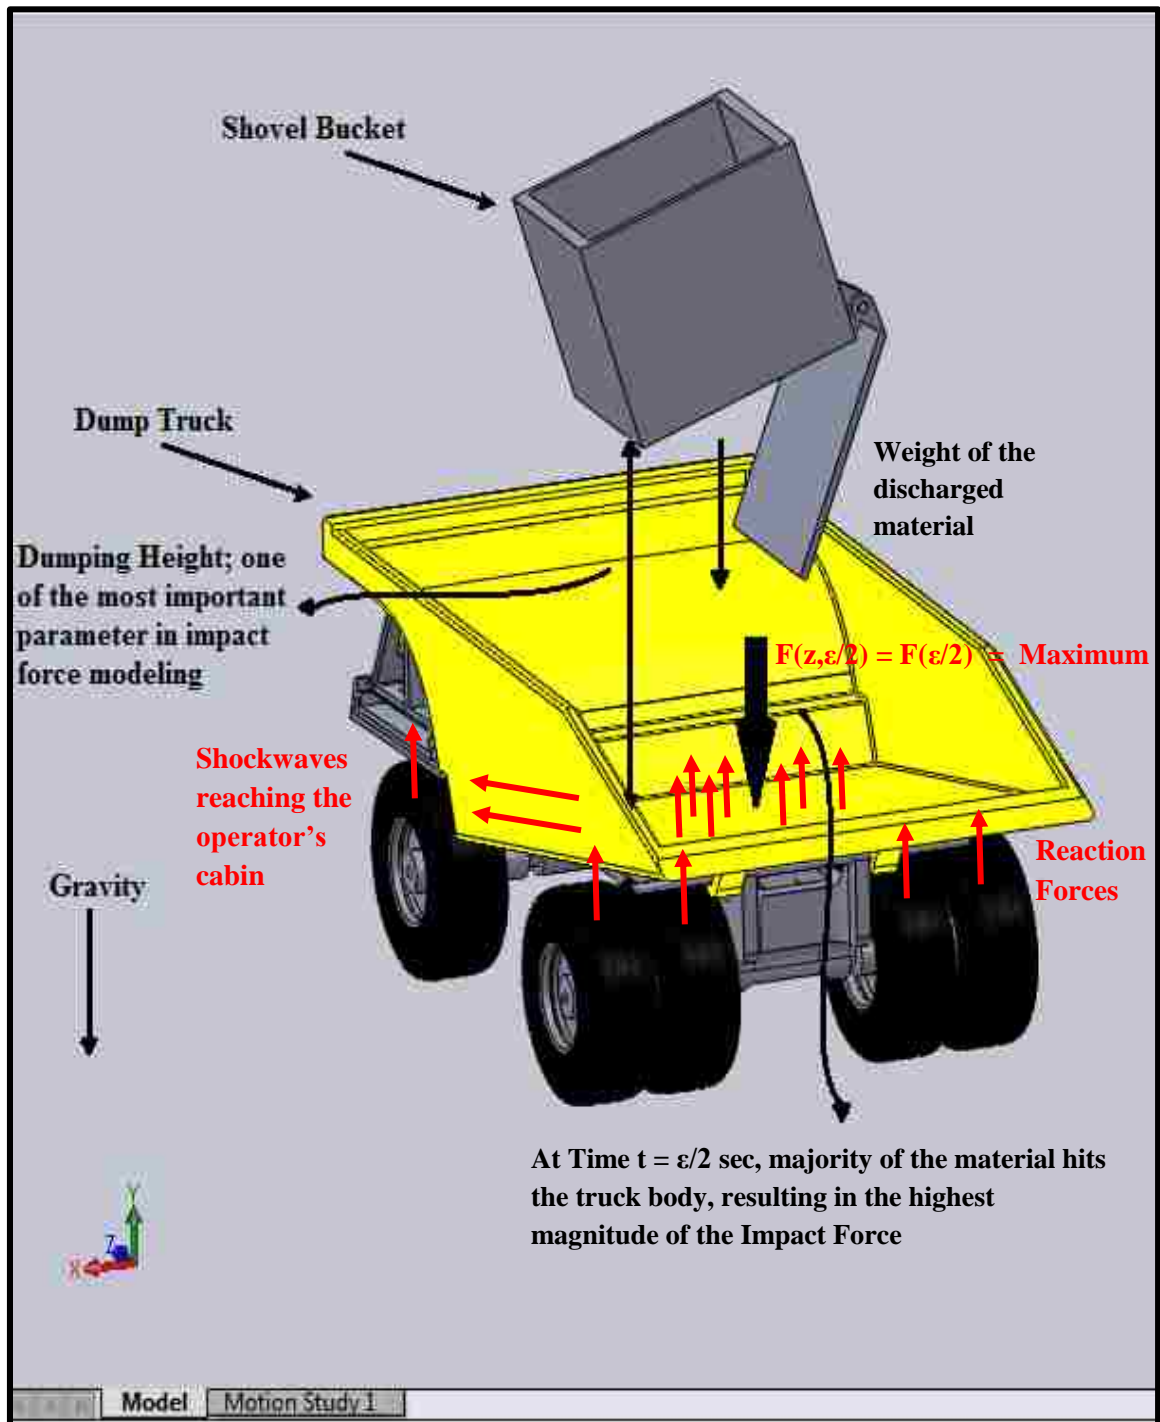 Shovel Bucket
Dump Truck
Weight of the
discharged
material
Dumping Height; one
of the most important
parameter in impact
force modeling
F(z,ε/2) = F(ε/2) = Maximum
Shockwaves
reaching the
operator's
cabin
Reaction
Forces
Gravity
At Time t = ε/2 sec, majority of the material hits
the truck body, resulting in the highest
magnitude of the Impact Force
Y
Z
X
Model
Motion Study 1